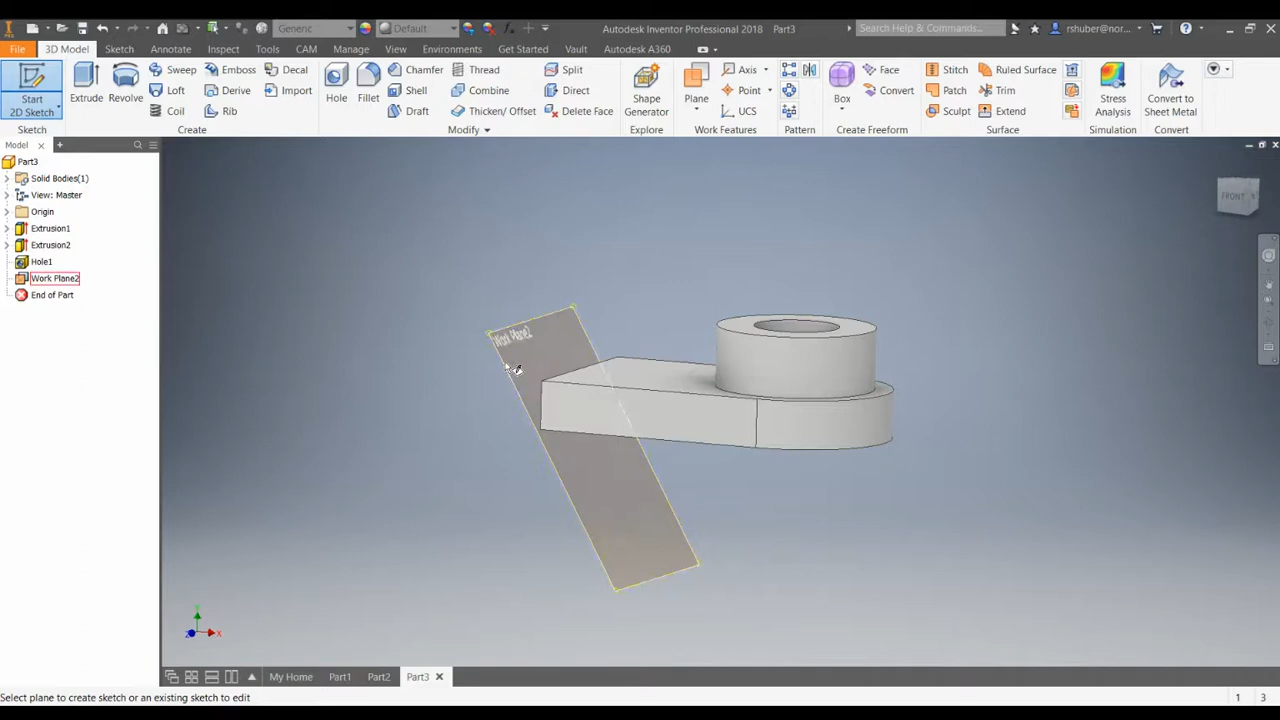 Generic
Default
Autodesk Inventor Professional 2018 Part3
Search Help & Commands...
rshuber@nor...
File 3D Model Sketch Annotate Inspect Tools CAM Manage View Environments Get Started Vault Autodesk A360
Start
2D Sketch
Sketch
Extrude
Revolve
Sweep
Loft
Coil
Emboss
Derive
Rib
Decal
Import
Create
Hole
Fillet
Chamfer
Shell
Draft
Thread
Combine
Thicken/ Offset
Split
Direct
Delete Face
Modify
Shape
Generator
Explore
Plane
Axis
Point
UCS
Work Features
Pattern
Box
Face
Convert
Create Freeform
Stitch
Patch
Sculpt
Ruled Surface
Trim
Extend
Surface
Stress
Analysis
Simulation
Convert to
Sheet Metal
Convert
Model
Part3
Solid Bodies(1)
View: Master
Origin
Extrusion1
Extrusion2
Hole1
Work Plane2
End of Part
FRONT
Work Plane2
Y
Z X
My Home Part1 Part2 Part3
Select plane to create sketch or an existing sketch to edit
1 3